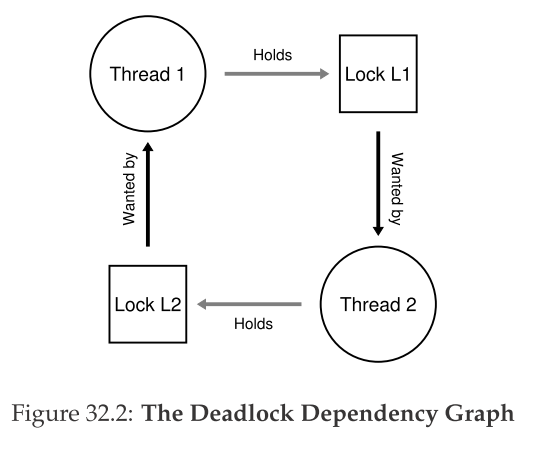 Holds
Thread 1
Lock L1
Wanted by
Wanted by
Lock L2
Thread 2
Holds
Figure 32.2: The Deadlock Dependency Graph